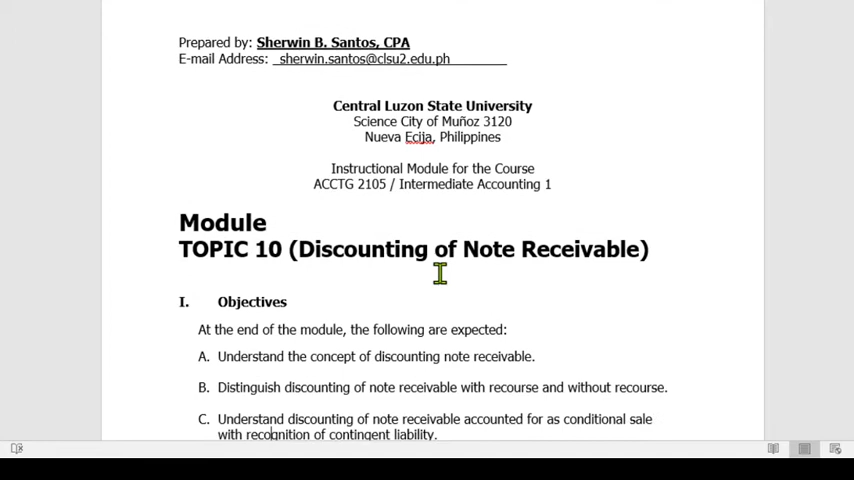 Prepared by: Sherwin B. Santos, CPA
E-mail Address: sherwin.santos@clsu2.edu.ph
Central Luzon State University
Science City of Muñoz 3120
Nueva Ecija, Philippines
Instructional Module for the Course
ACCTG 2105 / Intermediate Accounting 1
Module
TOPIC 10 (Discounting of Note Receivable)
I. Objectives
At the end of the module, the following are expected:
A. Understand the concept of discounting note receivable.
B. Distinguish discounting of note receivable with recourse and without recourse.
C. Understand discounting of note receivable accounted for as conditional sale
with recognition of contingent liability.